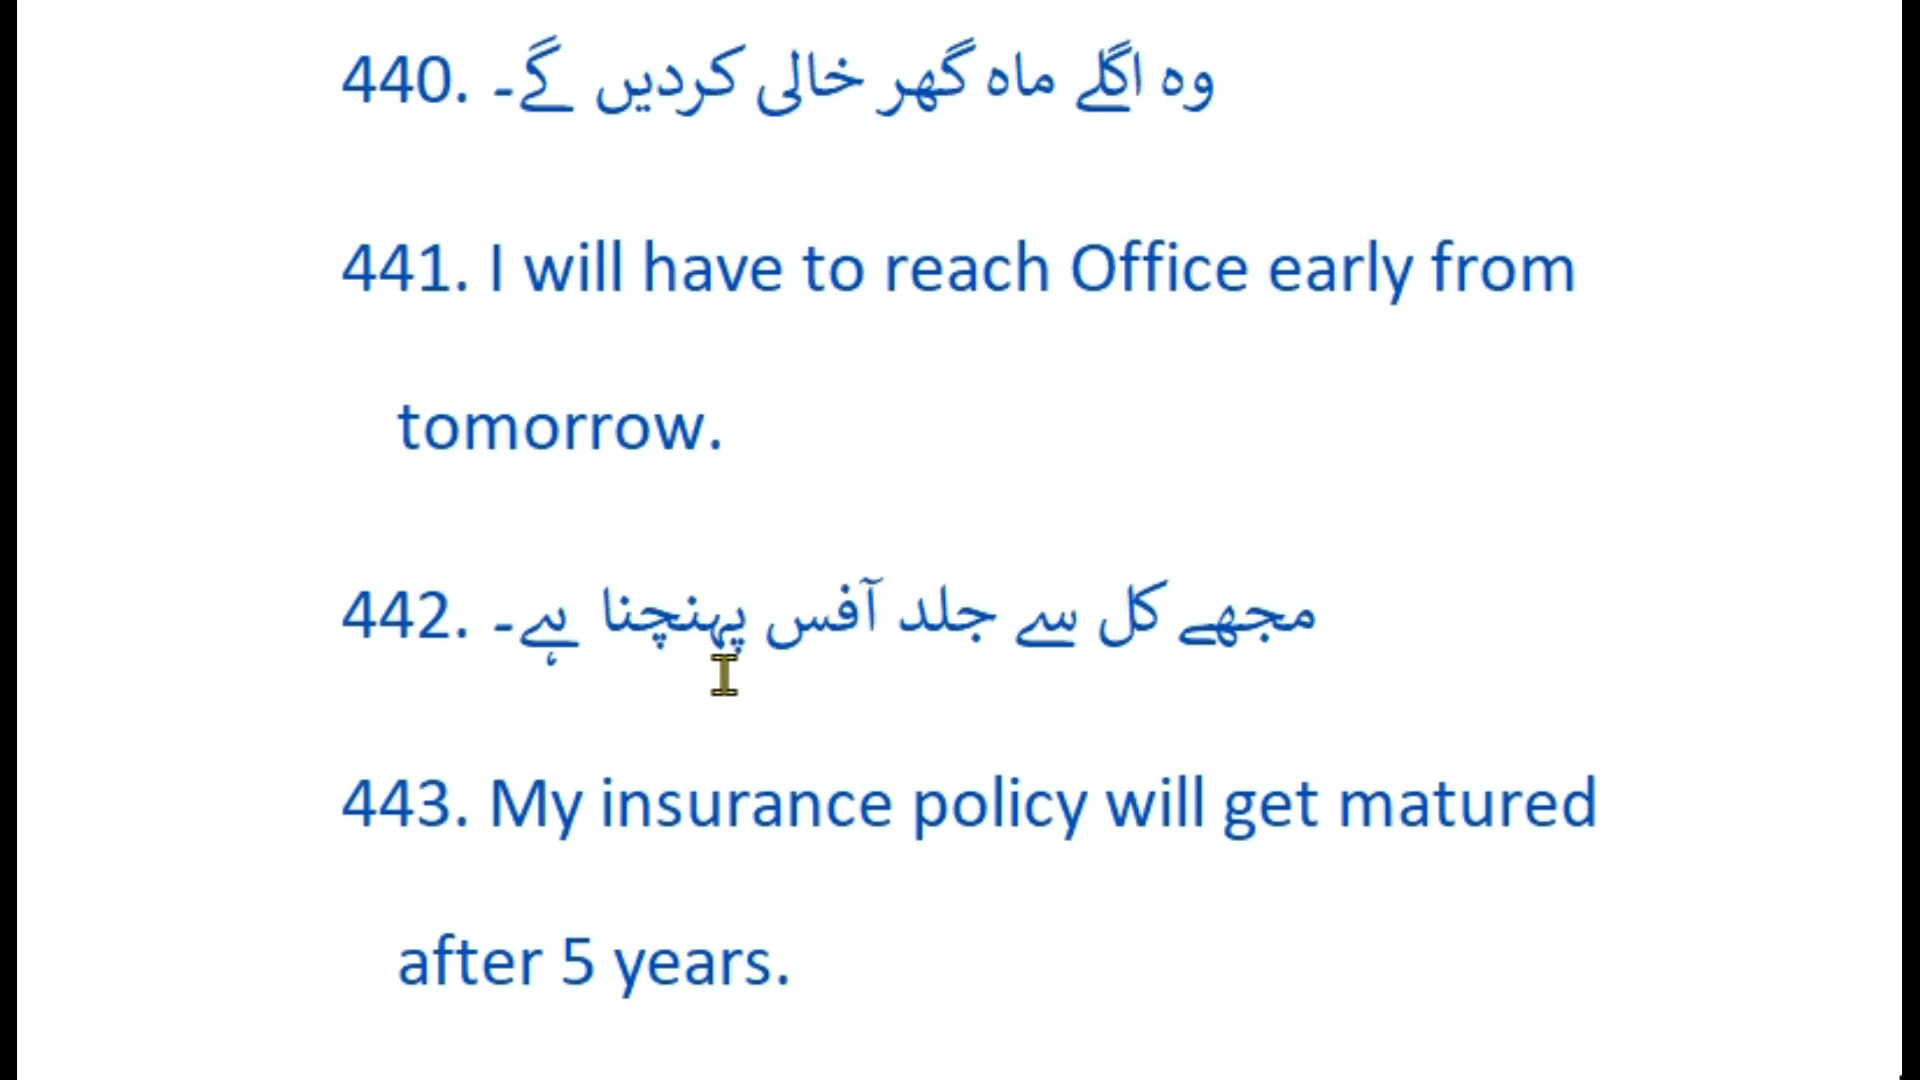 440. وہ اگلے ماہ گھر خالی کردیں گے۔
441. I will have to reach Office early from
tomorrow.
442. مجھے کل سے جلد آفس پہنچنا ہے۔
443. My insurance policy will get matured
after 5 years.